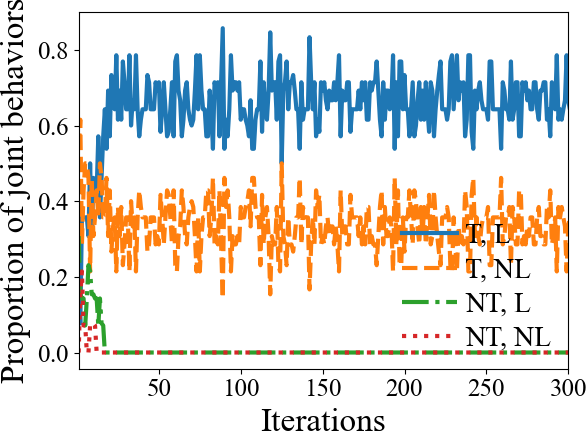 Proportion of joint behaviors
0.8
0.6
0.4
0.2
0.0
50
100
150
200
250
300
Iterations
T, L
T, NL
NT, L
NT, NL